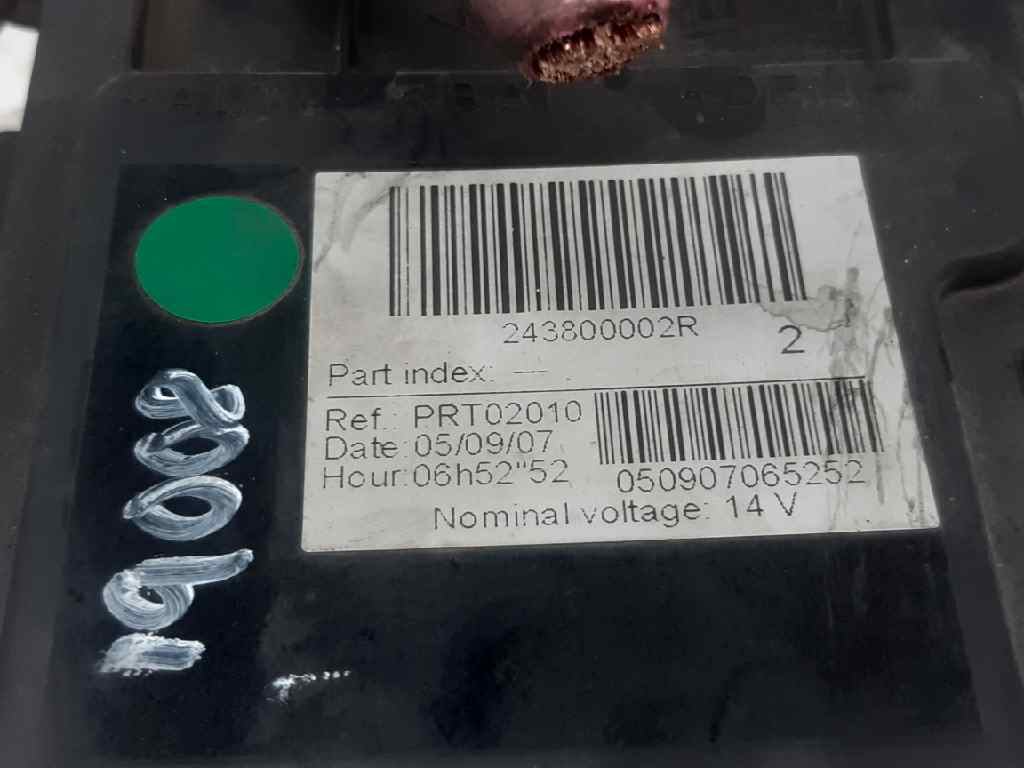 243800002R 2
Part index: ---
Ref.: PRT02010
Date: 05/09/07
Hour: 06h52"52
050907065252
Nominal voltage: 14 V